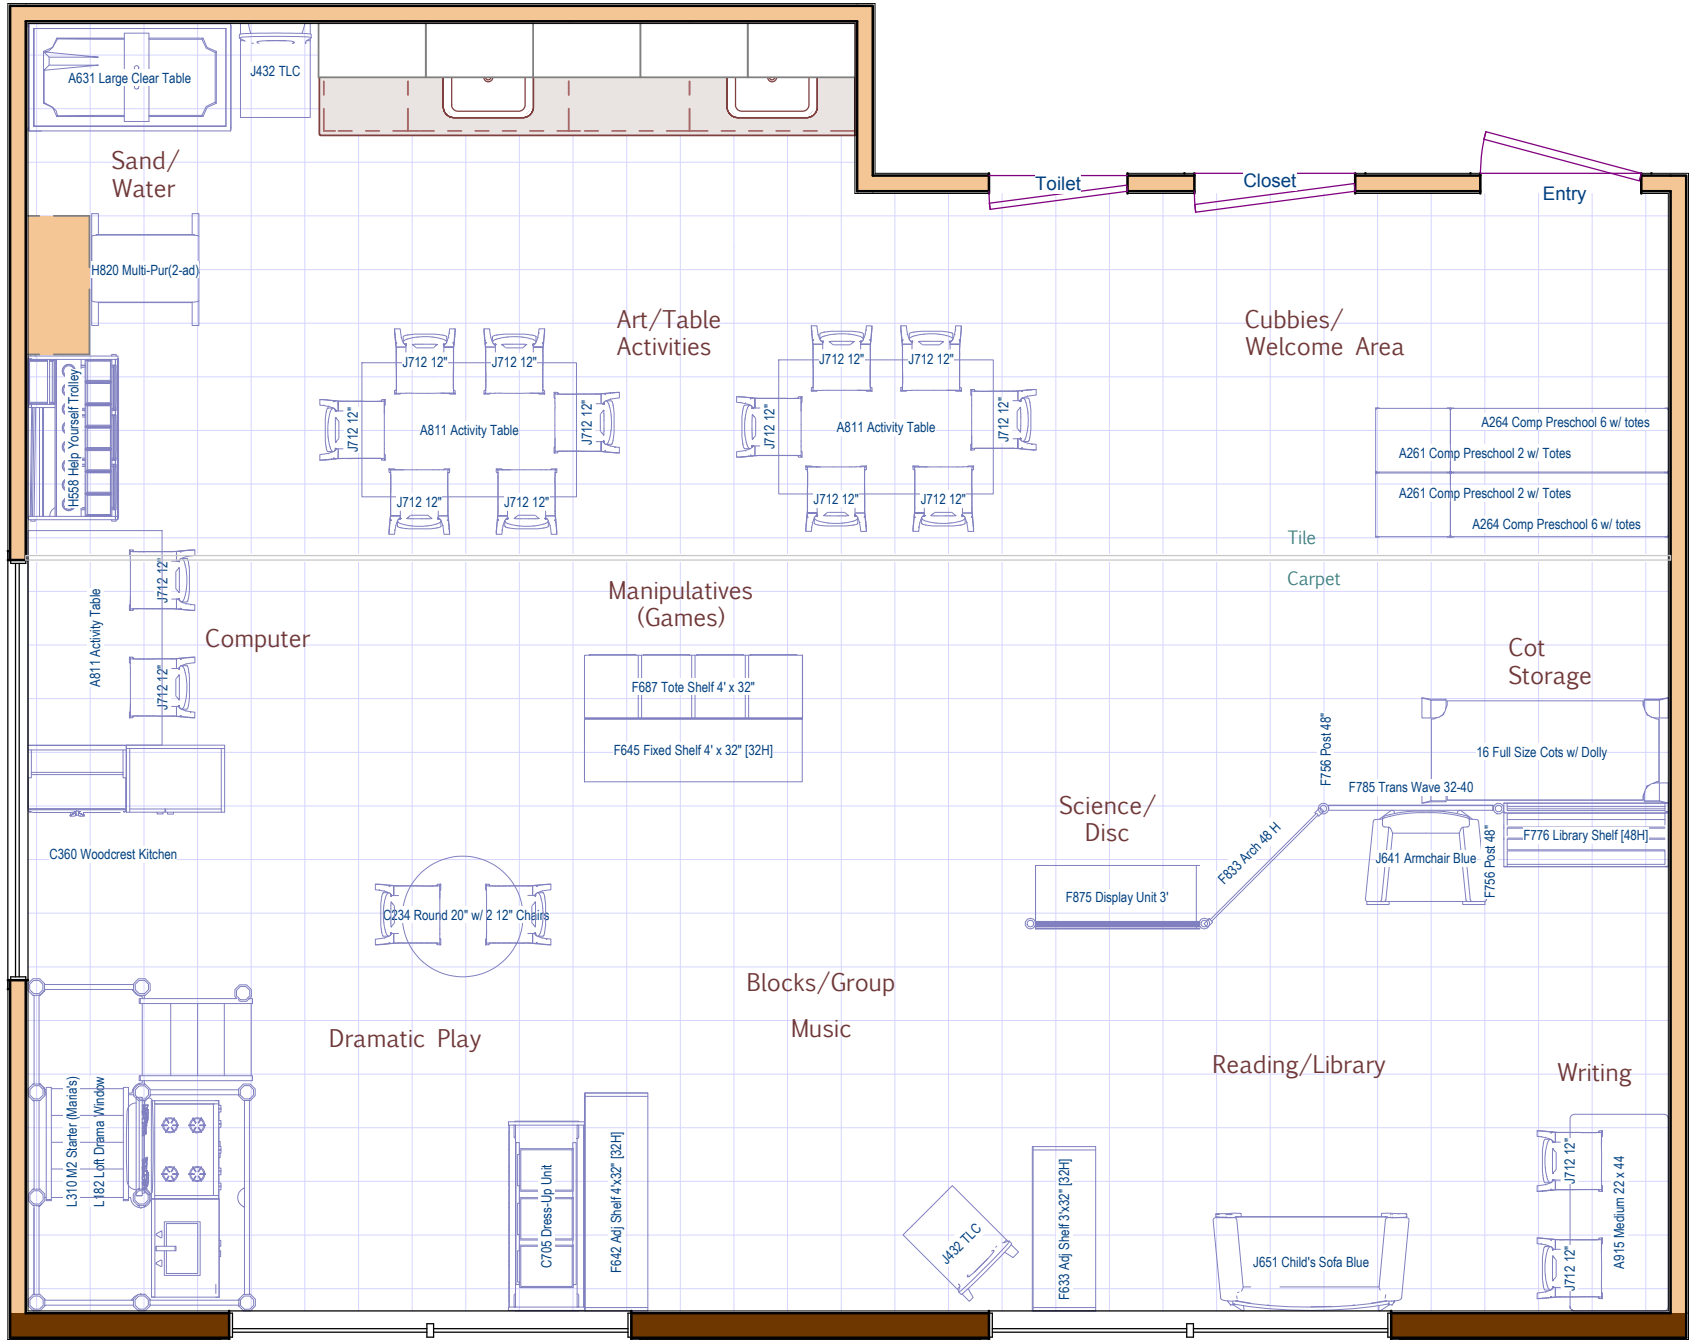 A631 Large Clear Table
J432 TLC
Sand/
Water
Toilet
Closet
Entry
H820 Multi-Pur(2-ad)
Art/Table
Activities
Cubbies/
Welcome Area
H558 Help Yourself Trolley
J712 12"
J712 12"
J712 12"
J712 12"
A811 Activity Table
J712 12"
J712 12"
J712 12"
J712 12"
J712 12"
J712 12"
A811 Activity Table
J712 12"
J712 12"
A264 Comp Preschool 6 w/ totes
A261 Comp Preschool 2 w/ Totes
A261 Comp Preschool 2 w/ Totes
A264 Comp Preschool 6 w/ totes
Tile
Carpet
J712 12"
A811 Activity Table
J712 12"
Computer
Manipulatives
(Games)
F687 Tote Shelf 4' x 32"
F645 Fixed Shelf 4' x 32" [32H]
Cot
Storage
16 Full Size Cots w/ Dolly
F756 Post 48"
F785 Trans Wave 32-40
F776 Library Shelf [48H]
J641 Armchair Blue
F756 Post 48"
F833 Arch 48 H
Science/
Disc
F875 Display Unit 3'
C360 Woodcrest Kitchen
C234 Round 20" w/ 2 12" Chairs
Blocks/Group
Music
Dramatic Play
Reading/Library
Writing
L310 M2 Starter (Maria's)
L182 Loft Drama Window
C705 Dress-Up Unit
F642 Adj Shelf 4'x32" [32H]
J432 TLC
F633 Adj Shelf 3'x32" [32H]
J651 Child's Sofa Blue
J712 12"
J712 12"
A915 Medium 22 x 44